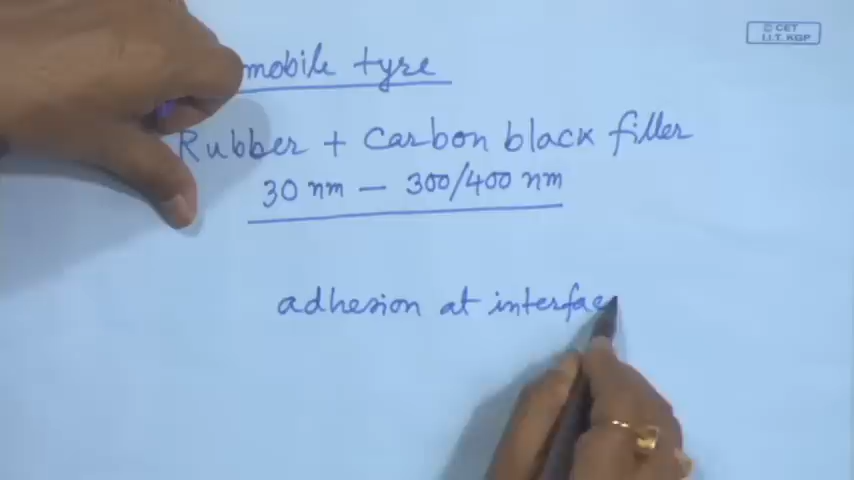 © CET
I.I.T. KGP
mobile tyre
Rubber + Carbon black filler
30 nm — 300/400 nm
adhesion at interfac